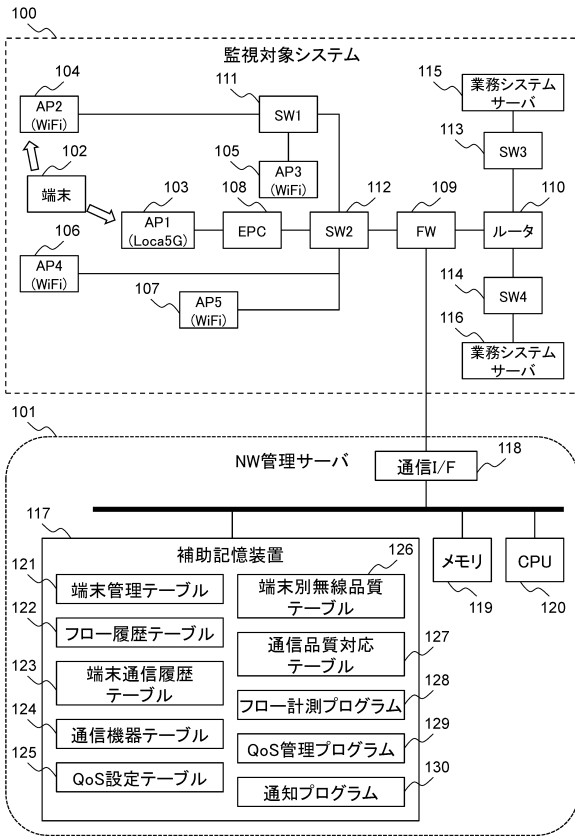 100
監視対象システム
104
AP2
(WiFi)
111
SW1
115
業務システム
サーバ
113
SW3
102
端末
105
AP3
(WiFi)
103
AP1
(Loca5G)
108
EPC
112
SW2
109
FW
110
ルータ
106
AP4
(WiFi)
107
AP5
(WiFi)
114
SW4
116
業務システム
サーバ
101
NW管理サーバ
通信I/F
118
117
補助記憶装置
メモリ
119
CPU
120
121
端末管理テーブル
122
フロー履歴テーブル
123
端末通信履歴
テーブル
124
通信機器テーブル
125
QoS設定テーブル
126
端末別無線品質
テーブル
127
通信品質対応
テーブル
128
フロー計測プログラム
129
QoS管理プログラム
130
通知プログラム